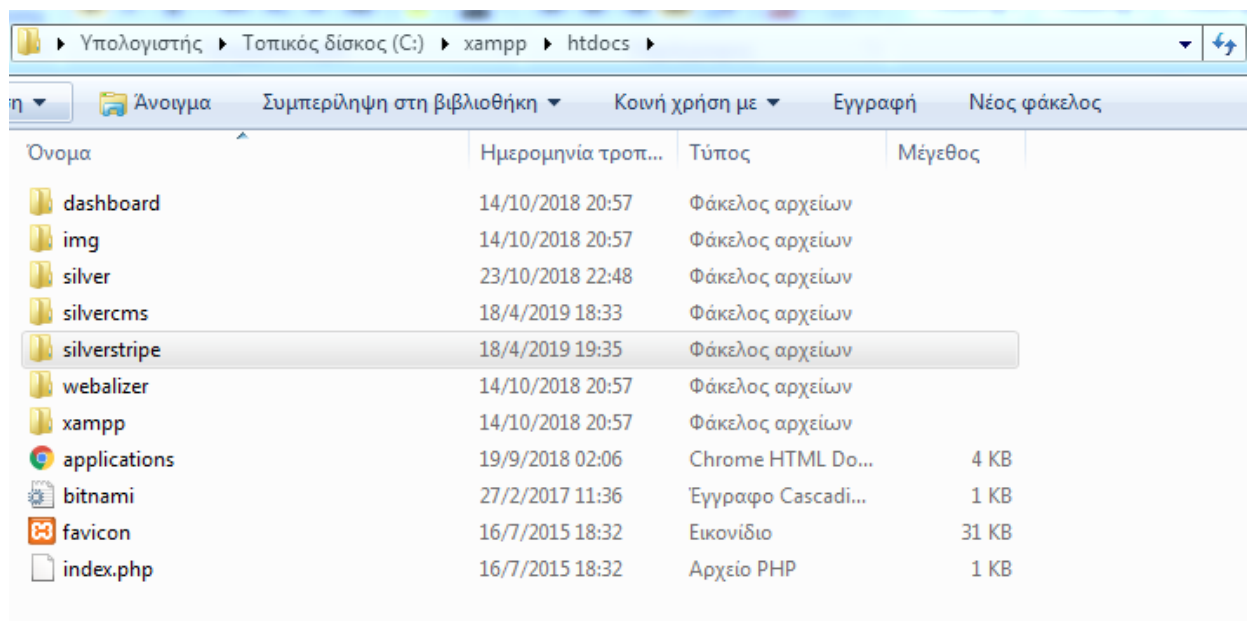 Υπολογιστής Τοπικός δίσκος (C:) xampp htdocs
Άνοιγμα Συμπερίληψη στη βιβλιοθήκη Κοινή χρήση με Εγγραφή Νέος φάκελος
Όνομα Ημερομηνία τροπ... Τύπος Μέγεθος
dashboard 14/10/2018 20:57 Φάκελος αρχείων
img 14/10/2018 20:57 Φάκελος αρχείων
silver 23/10/2018 22:48 Φάκελος αρχείων
silvercms 18/4/2019 18:33 Φάκελος αρχείων
silverstripe 18/4/2019 19:35 Φάκελος αρχείων
webalizer 14/10/2018 20:57 Φάκελος αρχείων
xampp 14/10/2018 20:57 Φάκελος αρχείων
applications 19/9/2018 02:06 Chrome HTML Do... 4 KB
bitnami 27/2/2017 11:36 Έγγραφο Cascadi... 1 KB
favicon 16/7/2015 18:32 Εικονίδιο 31 KB
index.php 16/7/2015 18:32 Αρχείο PHP 1 KB